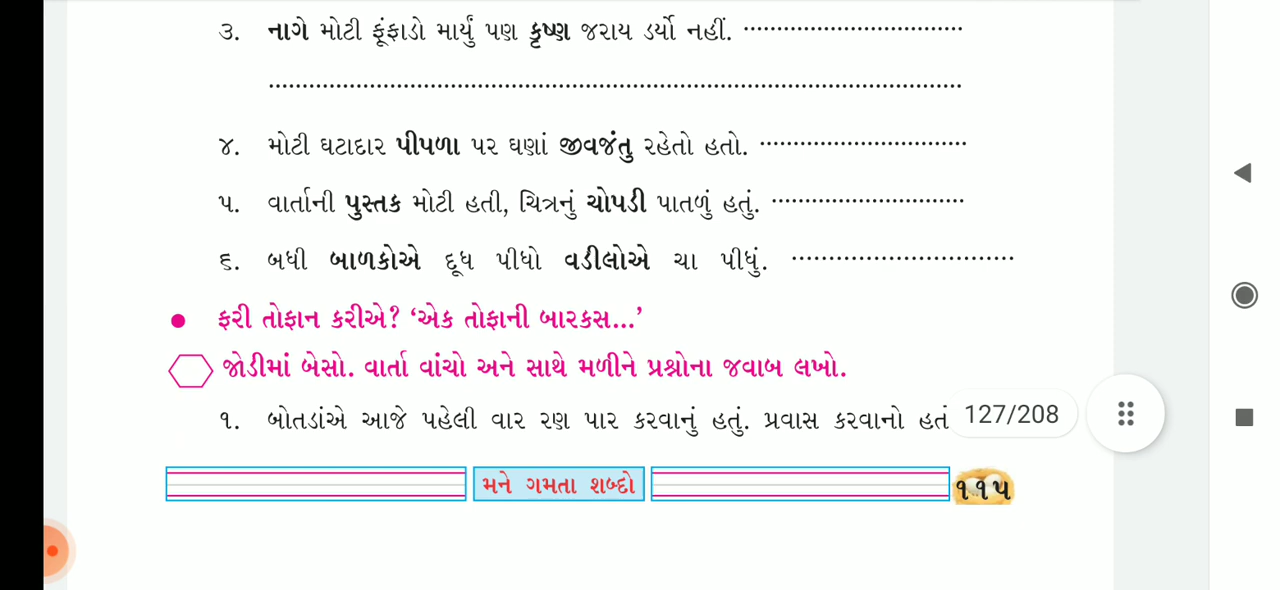 ૩. નાગે મોટી ફૂંફાડો માર્યું પણ કૃષ્ણ જરાય ડર્યો નહીં. ................................
................................................................................
૪. મોટી ઘટાદાર પીપળા પર ઘણાં જીવજંતુ રહેતો હતો. ................................
૫. વાર્તાની પુસ્તક મોટી હતી, ચિત્રનું ચોપડી પાતળું હતું. ..............................
૬. બધી બાળકોએ દૂધ પીધો વડીલોએ ચા પીધું. ................................
• ફરી તોફાન કરીએ? ‘એક તોફાની બારકસ...’
જોડીમાં બેસો. વાર્તા વાંચો અને સાથે મળીને પ્રશ્નોના જવાબ લખો.
૧. બોતડાંએ આજે પહેલી વાર રણ પાર કરવાનું હતું. પ્રવાસ કરવાનો હતં
127/208
મને ગમતા શબ્દો
૧૧૫